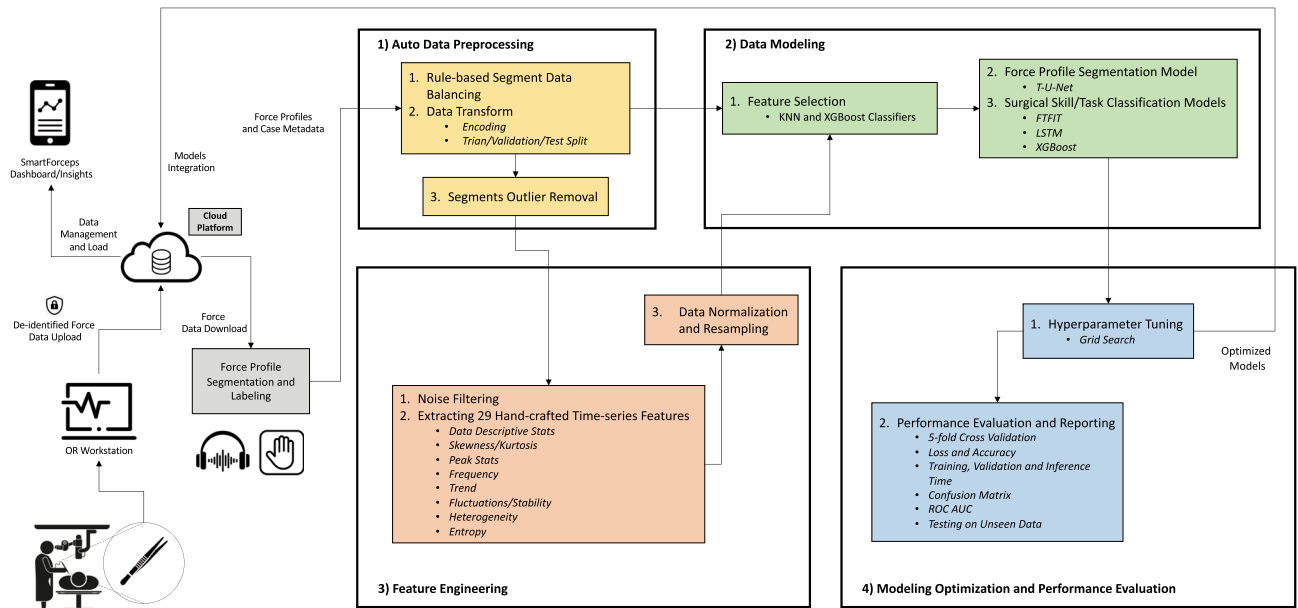 SmartForceps
Dashboard/Insights
Data
Management
and Load
Models
Integration
Cloud
Platform
De-identified Force
Data Upload
Force
Data Download
OR Workstation
Force Profile
Segmentation and
Labeling
Force Profiles
and Case Metadata
1) Auto Data Preprocessing
1. Rule-based Segment Data
Balancing
2. Data Transform
• Encoding
• Trian/Validation/Test Split
3. Segments Outlier Removal
2) Data Modeling
1. Feature Selection
• KNN and XGBoost Classifiers
2. Force Profile Segmentation Model
• T-U-Net
3. Surgical Skill/Task Classification Models
• FTFIT
• LSTM
• XGBoost
3. Data Normalization
and Resampling
1. Noise Filtering
2. Extracting 29 Hand-crafted Time-series Features
• Data Descriptive Stats
• Skewness/Kurtosis
• Peak Stats
• Frequency
• Trend
• Fluctuations/Stability
• Heterogeneity
• Entropy
3) Feature Engineering
1. Hyperparameter Tuning
• Grid Search
Optimized
Models
2. Performance Evaluation and Reporting
• 5-fold Cross Validation
• Loss and Accuracy
• Training, Validation and Inference
Time
• Confusion Matrix
• ROC AUC
• Testing on Unseen Data
4) Modeling Optimization and Performance Evaluation